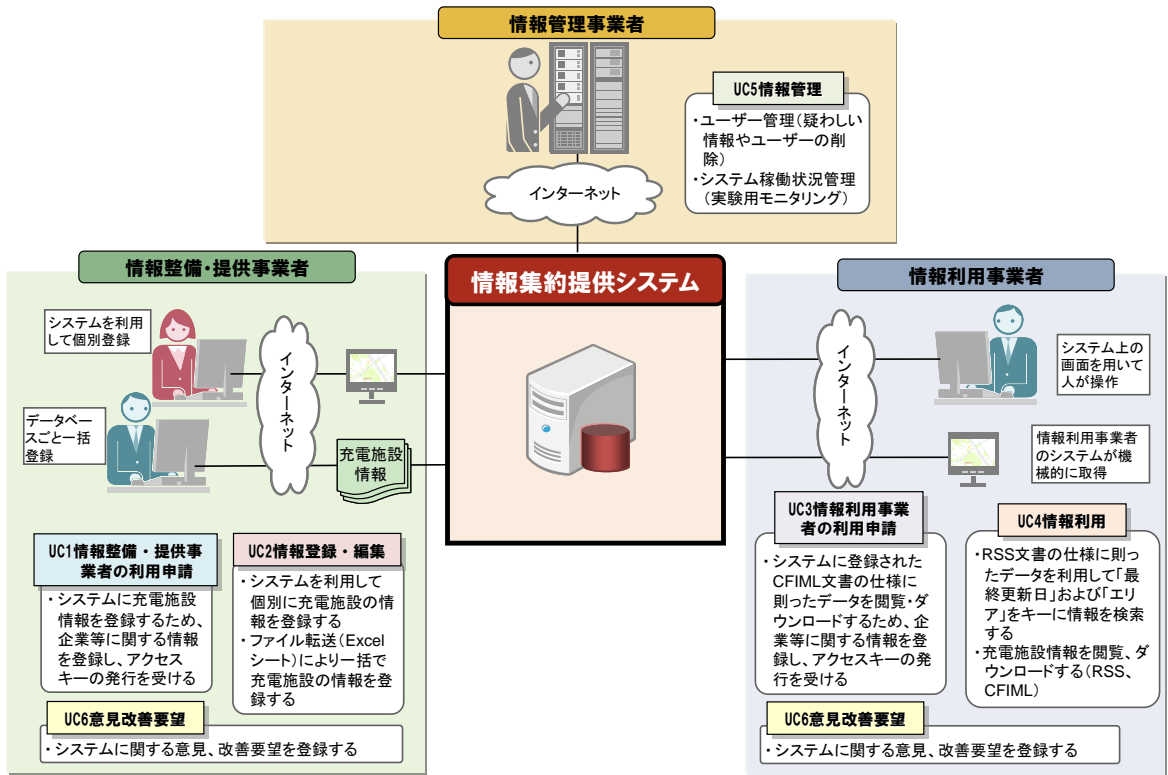 情報管理事業者
UC5情報管理
・ユーザー管理（疑わしい
情報やユーザーの削
除）
・システム稼働状況管理
（実験用モニタリング）
インターネット
情報整備・提供事業者
システムを利用
して個別登録
データベー
スごと一括
登録
インターネット
充電施設
情報
UC1情報整備・提供事
業者の利用申請
・システムに充電施設
情報を登録するため、
企業等に関する情報
を登録し、アクセス
キーの発行を受ける
UC2情報登録・編集
・システムを利用して
個別に充電施設の情
報を登録する
・ファイル転送（Excel
シート）により一括で
充電施設の情報を登
録する
UC6意見改善要望
・システムに関する意見、改善要望を登録する
情報集約提供システム
情報利用事業者
インターネット
システム上の
画面を用いて
人が操作
情報利用事業者
のシステムが機
械的に取得
UC3情報利用事業
者の利用申請
・システムに登録された
CFIML文書の仕様に
則ったデータを閲覧・ダ
ウンロードするため、企
業等に関する情報を登
録し、アクセスキーの発
行を受ける
UC4情報利用
・RSS文書の仕様に則っ
たデータを利用して「最
終更新日」および「エリ
ア」をキーに情報を検索
する
・充電施設情報を閲覧、ダ
ウンロードする（RSS、
CFIML）
UC6意見改善要望
・システムに関する意見、改善要望を登録する